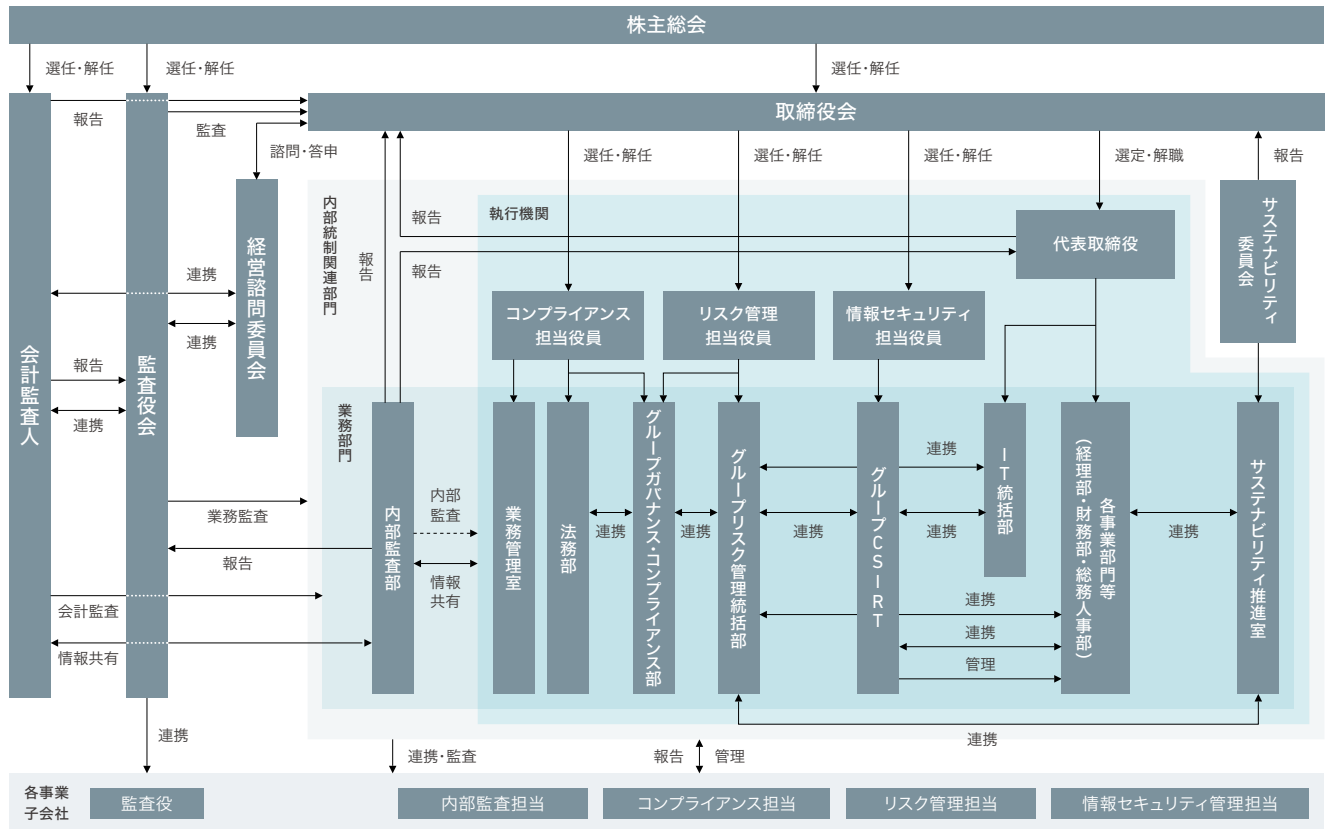 株主総会
選任・解任
選任・解任
選任・解任
取締役会
報告
監査
諮問・答申
選任・解任
選任・解任
選任・解任
選定・解職
報告
内部統制関連部門
執行機関
報告
報告
報告
代表取締役
サステナビリティ
委員会
経営諮問委員会
連携
連携
コンプライアンス
担当役員
リスク管理
担当役員
情報セキュリティ
担当役員
会計監査人
監査役会
報告
連携
業務部門
内部監査部
業務管理室
法務部
グループガバナンス・コンプライアンス部
グループリスク管理統括部
グループCSIRT
IT統括部
各事業部門等
（経理部・財務部・総務人事部）
サステナビリティ推進室
連携
業務監査
内部
監査
連携
連携
連携
連携
連携
報告
情報
共有
会計監査
連携
情報共有
連携
管理
連携
連携
連携・監査
報告
管理
各事業
子会社
監査役
内部監査担当
コンプライアンス担当
リスク管理担当
情報セキュリティ管理担当